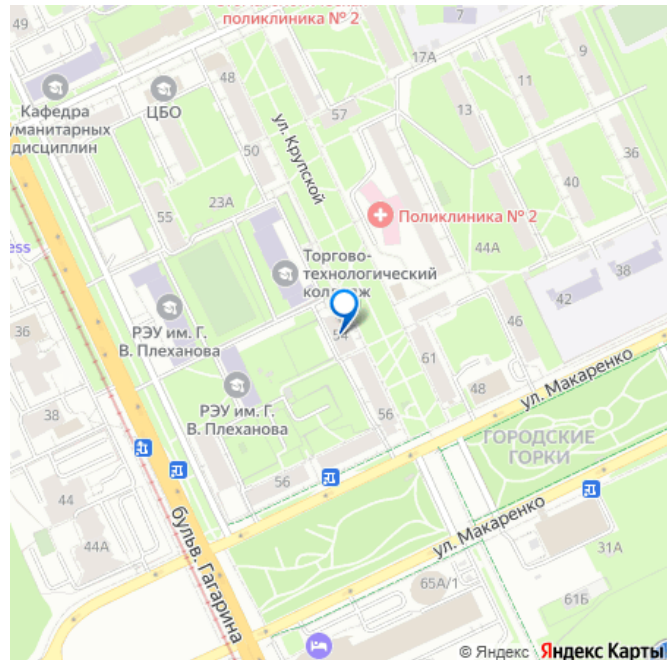 49
поликлиника № 2
7
Кафедра
гуманитарных
дисциплин
ЦБО
48
17А
9
11
57
13
ул. Крупской
50
36
40
23А
55
Поликлиника № 2
ess
44А
Торгово-
технологический
колледж
38
42
РЭУ им. Г.
В. Плеханова
36
54
46
61
РЭУ им. Г.
В. Плеханова
48
ул. Макаренко
38
56
ГОРОДСКИЕ
ГОРКИ
56
44
44А
бульв. Гагарина
ул. Макаренко
31А
65А/1
61Б
© Яндекс Яндекс Карты